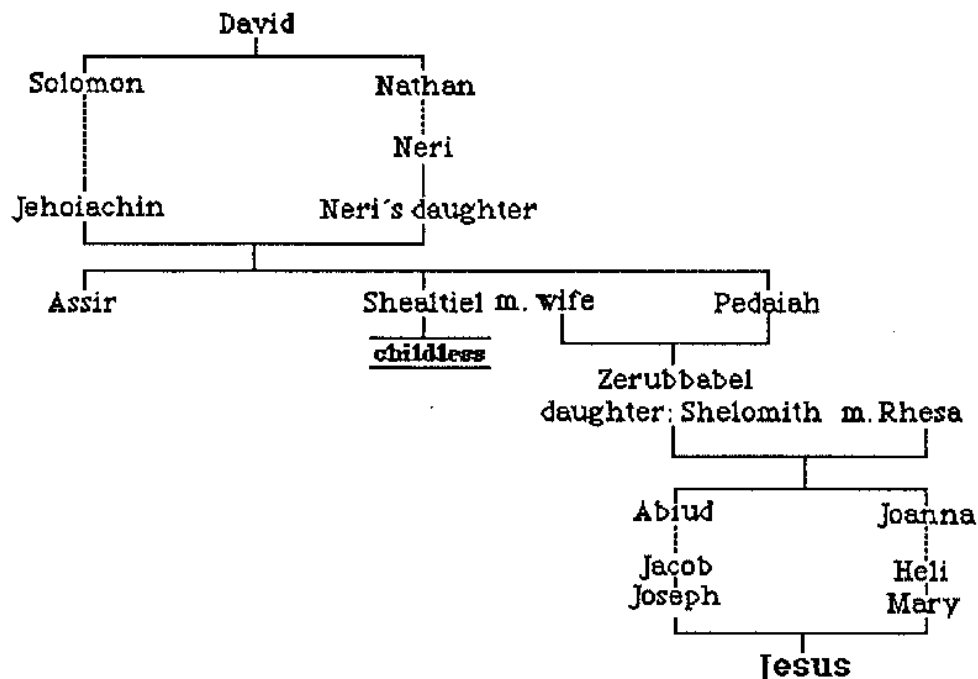 David
Solomon Nathan
Neri
Jehoiachin Neri's daughter
Assir Shealtiel m. wife Pedaiah
childless
Zerubbabel
daughter: Shelomith m. Rhesa
Abiud Joanna
Jacob Heli
Joseph Mary
Jesus